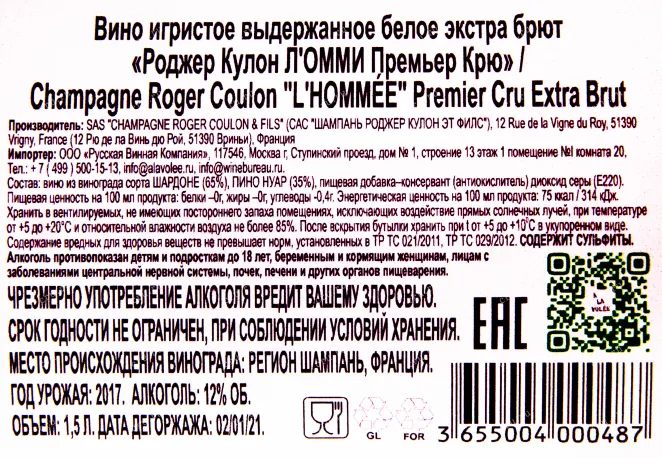 Вино игристое выдержанное белое экстра брют
«Роджер Кулон Л'ОММИ Премьер Крю» /
Champagne Roger Coulon "L'HOMMÉE" Premier Cru Extra Brut
Производитель: SAS "CHAMPAGNE ROGER COULON & FILS" (САС "ШАМПАНЬ РОДЖЕР КУЛОН ЭТ ФИЛС"), 12 Rue de la Vigne du Roy, 51390
Vrigny, France (12 Рю де ла Винь дю Рой, 51390 Вриньи), Франция
Импортер: ООО «Русская Винная Компания», 117546, Москва г, Ступинский проезд, дом № 1, строение 13 этаж 1 помещение №I комната 20,
Тел.: + 7 ( 499 ) 500-15-13, info@alavolee.ru, info@winebureau.ru.
Состав: вино из винограда сорта ШАРДОНЕ (65%), ПИНО НУАР (35%), пищевая добавка–консервант (антиокислитель) диоксид серы (Е220).
Пищевая ценность на 100 мл продукта: белки –0г, жиры –0г, углеводы -0,4г. Энергетическая ценность на 100 мл продукта: 75 ккал / 314 кДж.
Хранить в вентилируемых, не имеющих постороннего запаха помещениях, исключающих воздействие прямых солнечных лучей, при температуре
от +5 до +20°С и относительной влажности воздуха не более 85%. После вскрытия бутылки хранить при t от +5 до +10°С в укупоренном виде.
Содержание вредных для здоровья веществ не превышает норм, установленных в ТР ТС 021/2011, ТР ТС 029/2012. СОДЕРЖИТ СУЛЬФИТЫ.
Алкоголь противопоказан детям и подросткам до 18 лет, беременным и кормящим женщинам, лицам с
заболеваниями центральной нервной системы, почек, печени и других органов пищеварения.
ЧРЕЗМЕРНО УПОТРЕБЛЕНИЕ АЛКОГОЛЯ ВРЕДИТ ВАШЕМУ ЗДОРОВЬЮ.
СРОК ГОДНОСТИ НЕ ОГРАНИЧЕН, ПРИ СОБЛЮДЕНИИ УСЛОВИЙ ХРАНЕНИЯ.
МЕСТО ПРОИСХОЖДЕНИЯ ВИНОГРАДА: РЕГИОН ШАМПАНЬ, ФРАНЦИЯ.
ГОД УРОЖАЯ: 2017. АЛКОГОЛЬ: 12% ОБ.
ОБЪЕМ: 1,5 Л. ДАТА ДЕГОРЖАЖА: 02/01/21.
EAC
À
LA
VOLÉE
GL FOR
3 655004 000487